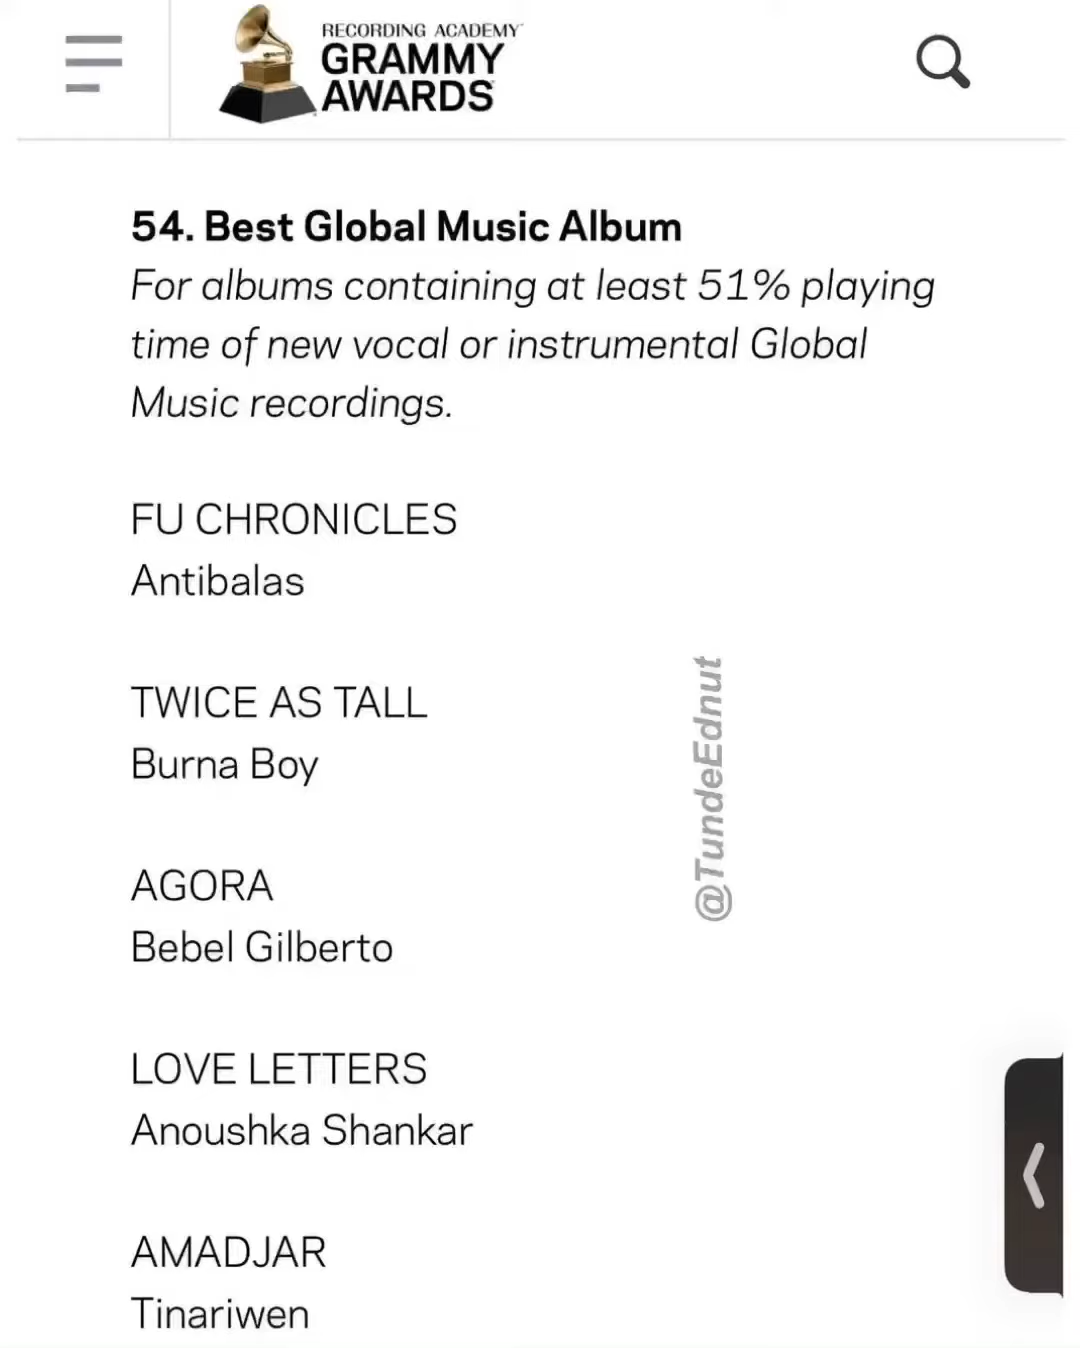 RECORDING ACADEMY
GRAMMY
AWARDS
54. Best Global Music Album
For albums containing at least 51% playing
time of new vocal or instrumental Global
Music recordings.
FU CHRONICLES
Antibalas
TWICE AS TALL
Burna Boy
@TundeEdnut
AGORA
Bebel Gilberto
LOVE LETTERS
Anoushka Shankar
AMADJAR
Tinariwen